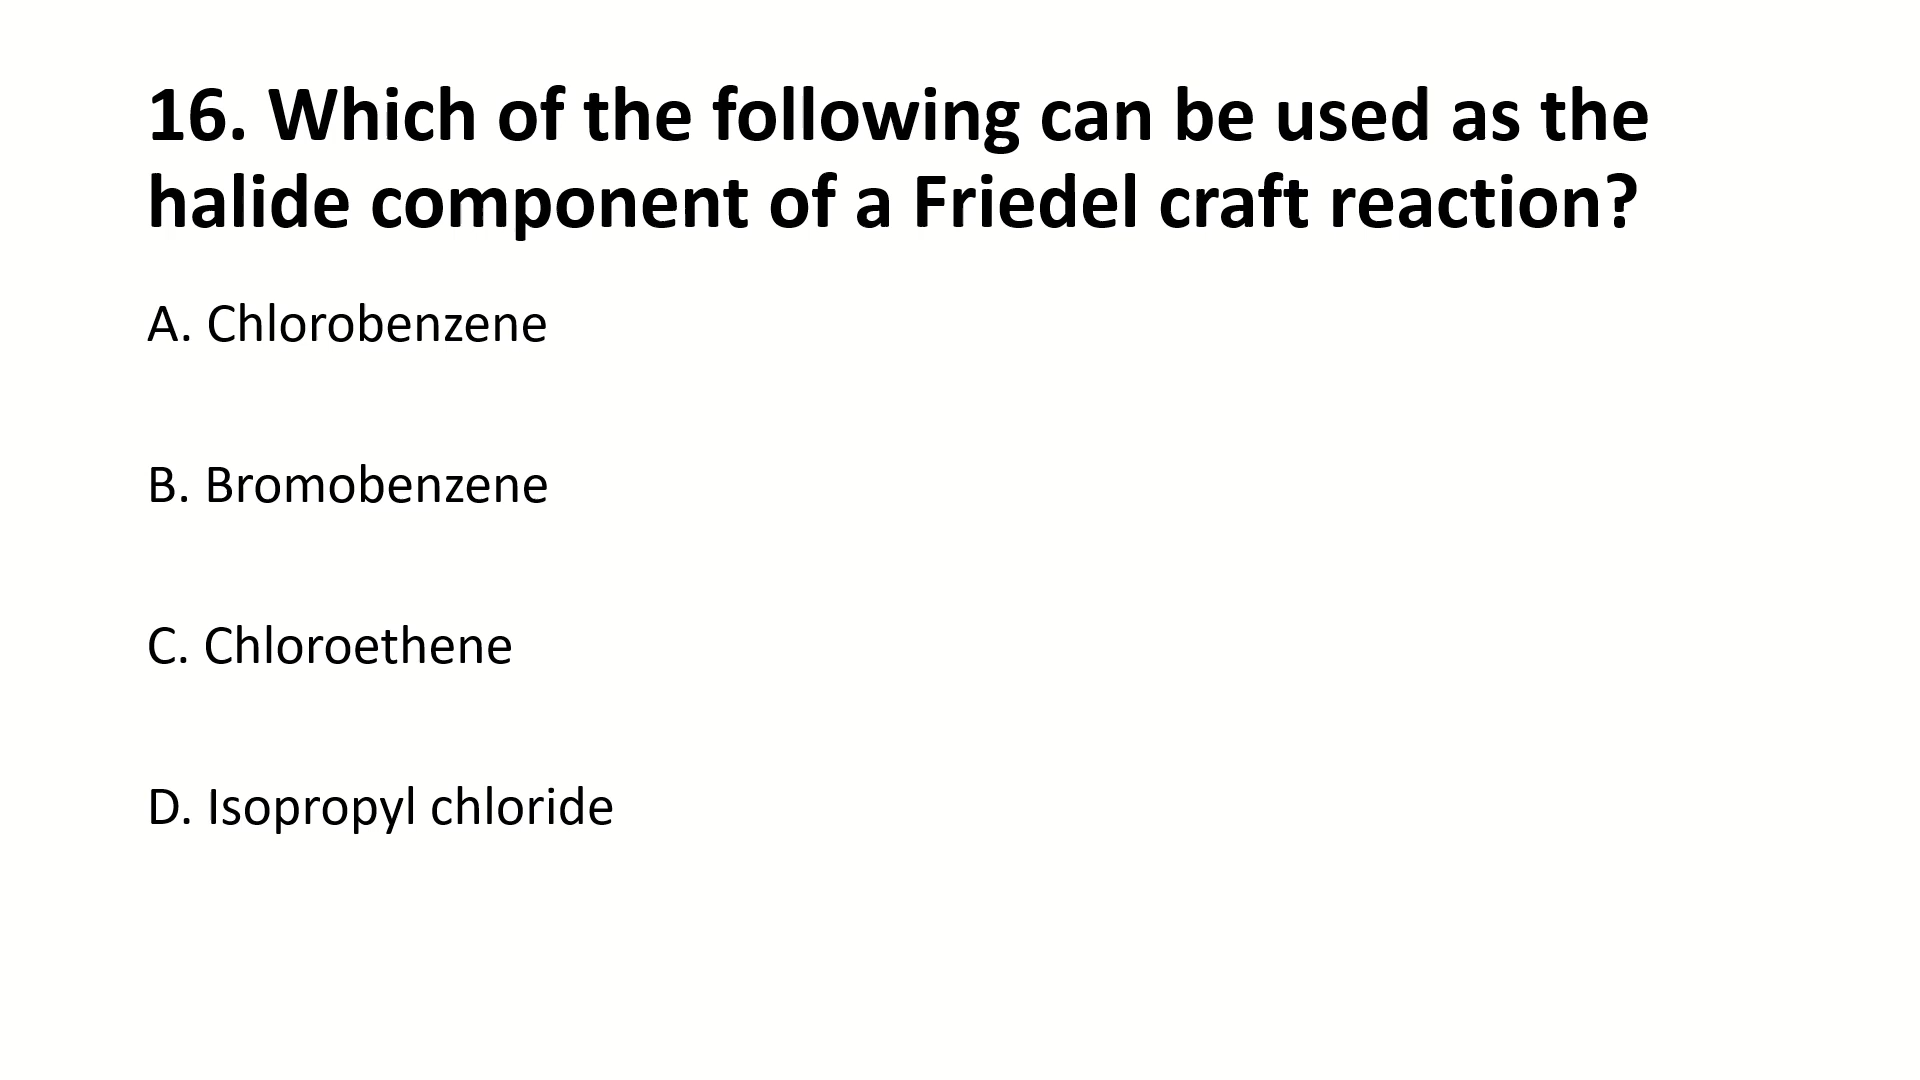 16. Which of the following can be used as the
halide component of a Friedel craft reaction?
A. Chlorobenzene
B. Bromobenzene
C. Chloroethene
D. Isopropyl chloride